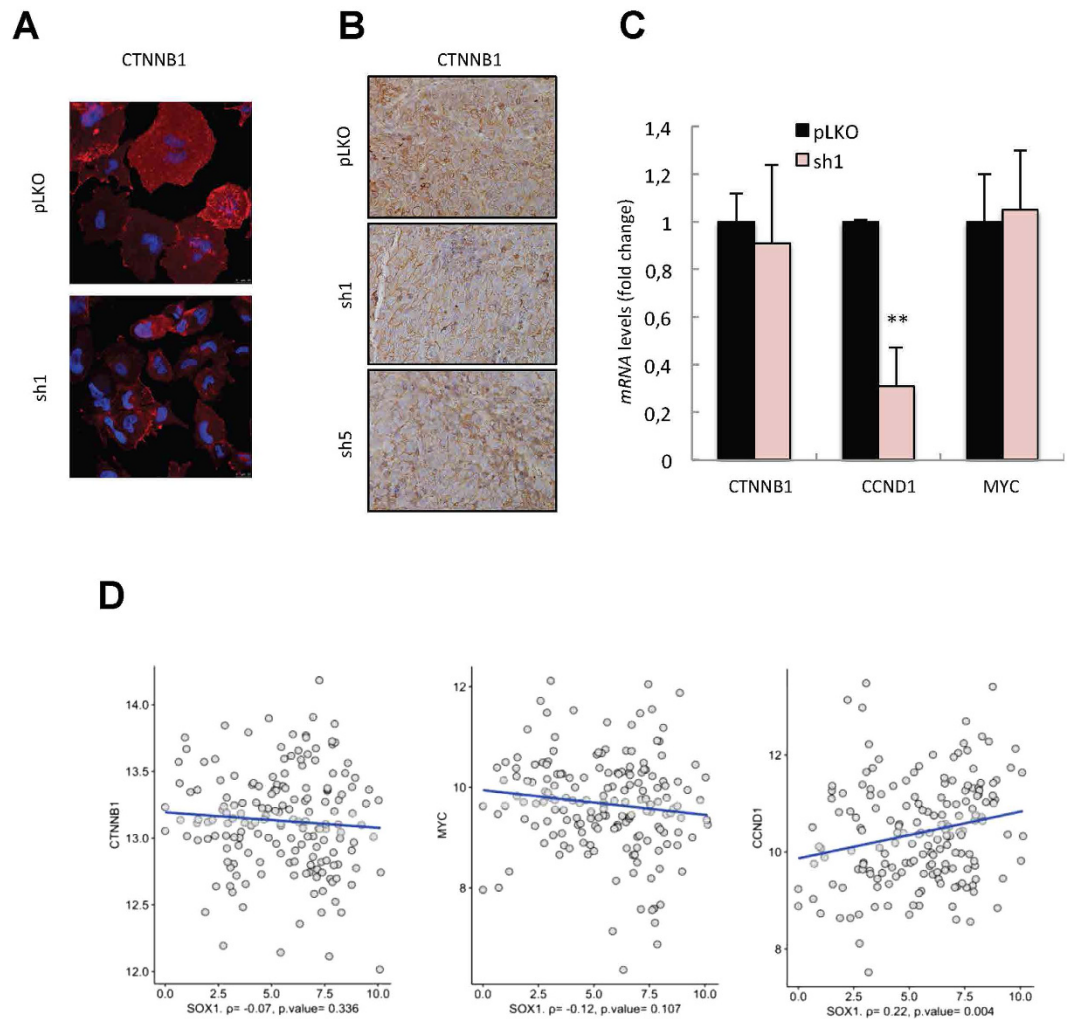 A
CTNNB1
pLKO
sh1
B
CTNNB1
pLKO
sh1
sh5
C
mRNA levels (fold change)
1,4
1,2
1
0,8
0,6
0,4
0,2
0
pLKO
sh1
**
CTNNB1 CCND1 MYC
D
CTNNB1
14.0
13.5
13.0
12.5
12.0
0.0 2.5 5.0 7.5 10.0
SOX1. ρ= -0.07, p.value= 0.336
MYC
12
10
8
0.0 2.5 5.0 7.5 10.0
SOX1. ρ= -0.12, p.value= 0.107
CCND1
12
10
8
0.0 2.5 5.0 7.5 10.0
SOX1. ρ= 0.22, p.value= 0.004